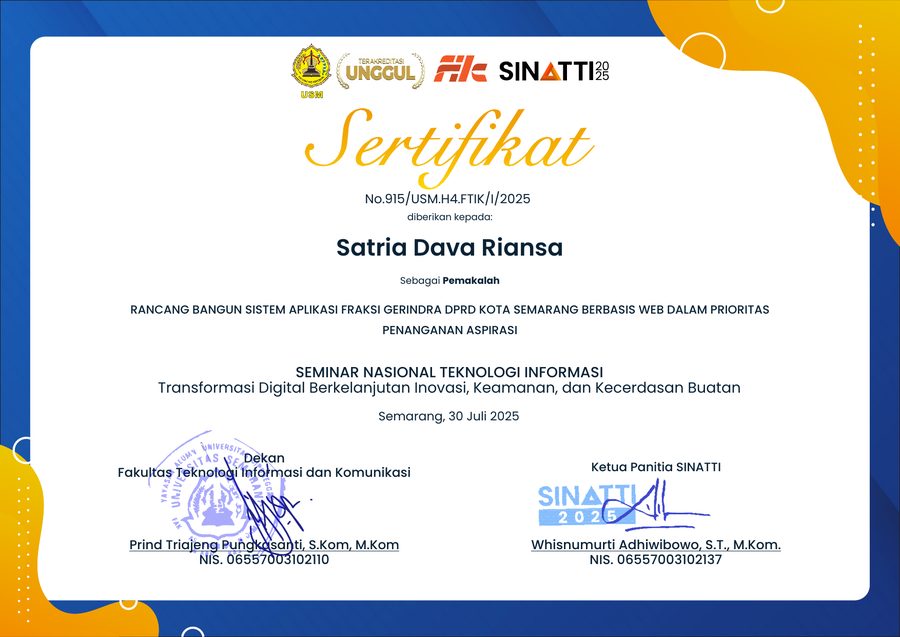 USM
TERAKREDITASI
UNGGUL
Fik
SINATTI 2025
Sertifikat
No.915/USM.H4.FTIK/I/2025
diberikan kepada:
Satria Dava Riansa
Sebagai Pemakalah
RANCANG BANGUN SISTEM APLIKASI FRAKSI GERINDRA DPRD KOTA SEMARANG BERBASIS WEB DALAM PRIORITAS
PENANGANAN ASPIRASI
SEMINAR NASIONAL TEKNOLOGI INFORMASI
Transformasi Digital Berkelanjutan Inovasi, Keamanan, dan Kecerdasan Buatan
Semarang, 30 Juli 2025
Dekan
Fakultas Teknologi Informasi dan Komunikasi
UNIVERSITAS SEMARANG
Prind Triajeng Pungkasanti, S.Kom, M.Kom
NIS. 06557003102110
Ketua Panitia SINATTI
SINATTI
2025
Whisnumurti Adhiwibowo, S.T., M.Kom.
NIS. 06557003102137